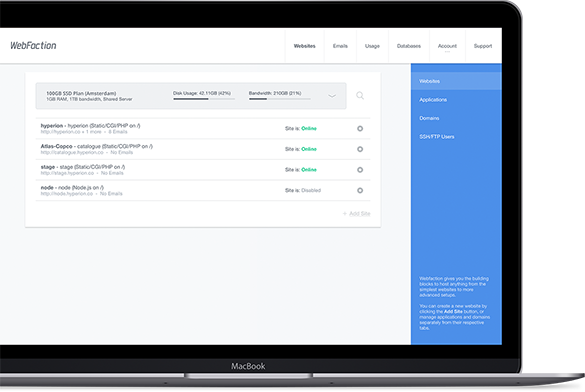 WebFaction
Websites Emails Usage Databases Account Support
100GB SSD Plan (Amsterdam) Disk Usage: 42.11GB (42%) Bandwidth: 210GB (21%)
1GB RAM, 1TB bandwidth, Shared Server
hyperion - hyperion (Static/CGI/PHP on /) Site is: Online
http://hyperion.co + 1 more - 8 Emails
Atlas-Copco - catalogue (Static/CGI/PHP on /) Site is: Online
http://catalogue.hyperion.co - No Emails
stage - stage (Static/CGI/PHP on /) Site is: Online
http://stage.hyperion.co - No Emails
node - node (Node.js on /) Site is: Disabled
http://node.hyperion.co - No Emails
+ Add Site
Websites
Applications
Domains
SSH/FTP Users
Webfaction gives you the building
blocks to host anything from the
simplest websites to more
advanced setups.
You can create a new website by
clicking the Add Site button, or
manage applications and domains
separately from their respective
tabs.
MacBook